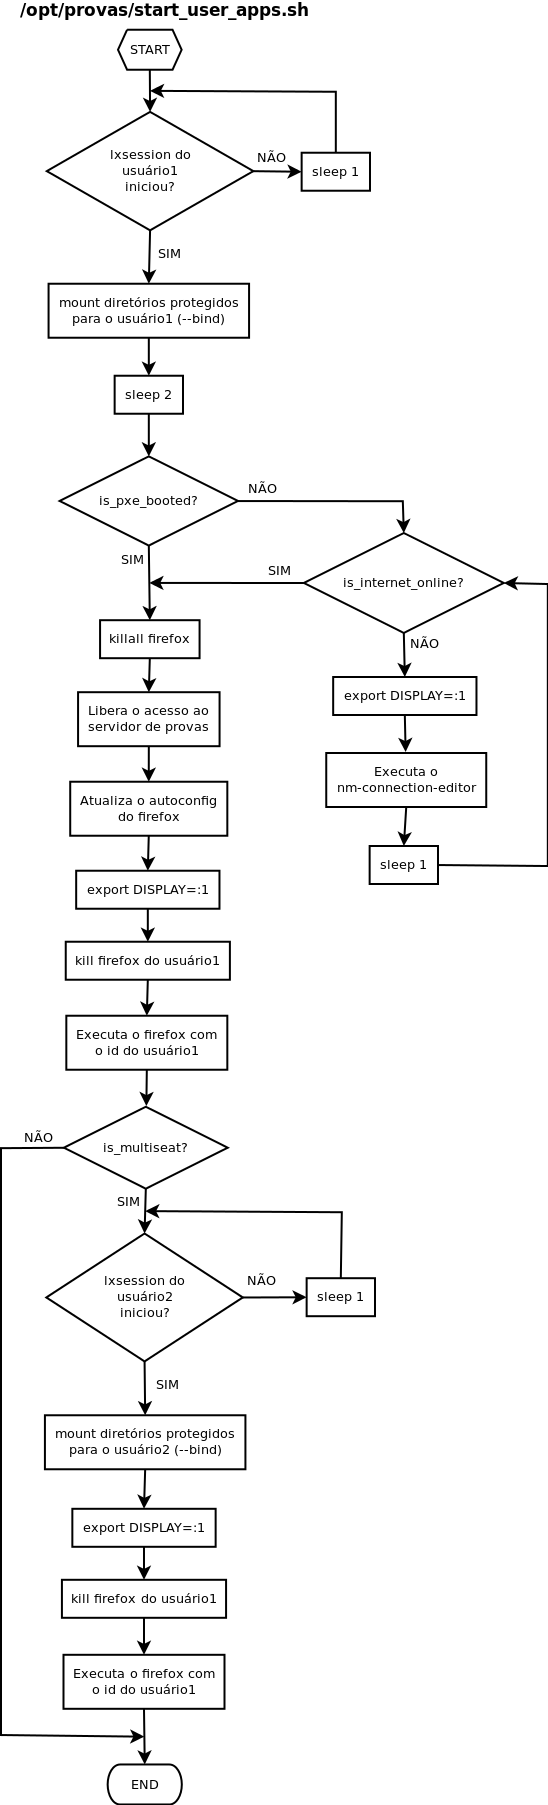 /opt/provas/start_user_apps.sh
START
lxsession do
usuário1
iniciou?
NÃO
sleep 1
SIM
mount diretórios protegidos
para o usuário1 (--bind)
sleep 2
is_pxe_booted?
NÃO
SIM
is_internet_online?
SIM
NÃO
export DISPLAY=:1
Executa o
nm-connection-editor
sleep 1
killall firefox
Libera o acesso ao
servidor de provas
Atualiza o autoconfig
do firefox
export DISPLAY=:1
kill firefox do usuário1
Executa o firefox com
o id do usuário1
is_multiseat?
NÃO
SIM
lxsession do
usuário2
iniciou?
NÃO
sleep 1
SIM
mount diretórios protegidos
para o usuário2 (--bind)
export DISPLAY=:1
kill firefox do usuário1
Executa o firefox com
o id do usuário1
END